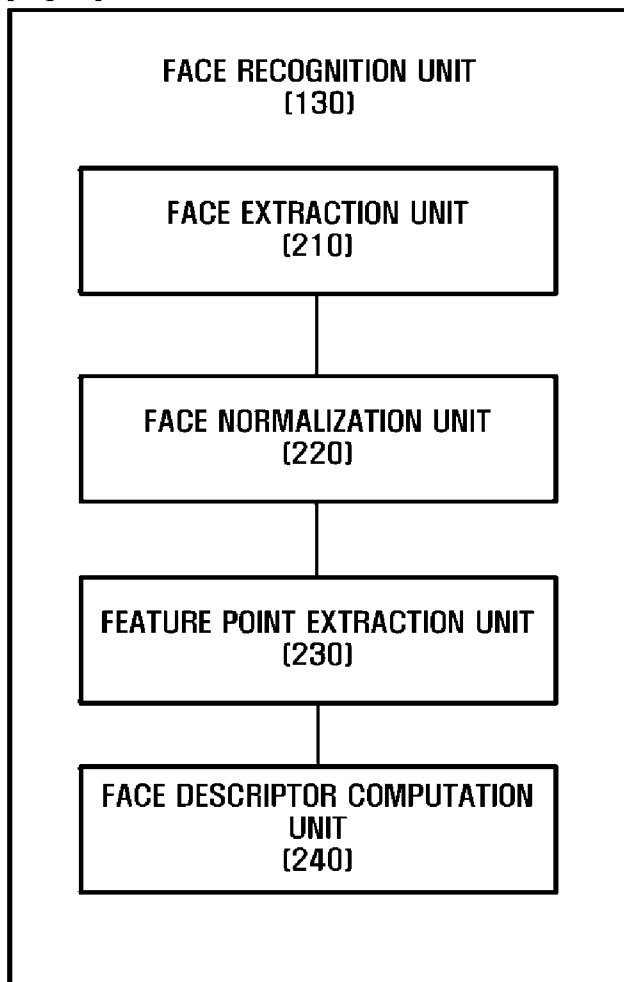 FACE RECOGNITION UNIT
(130)
FACE EXTRACTION UNIT
(210)
FACE NORMALIZATION UNIT
(220)
FEATURE POINT EXTRACTION UNIT
(230)
FACE DESCRIPTOR COMPUTATION
UNIT
(240)